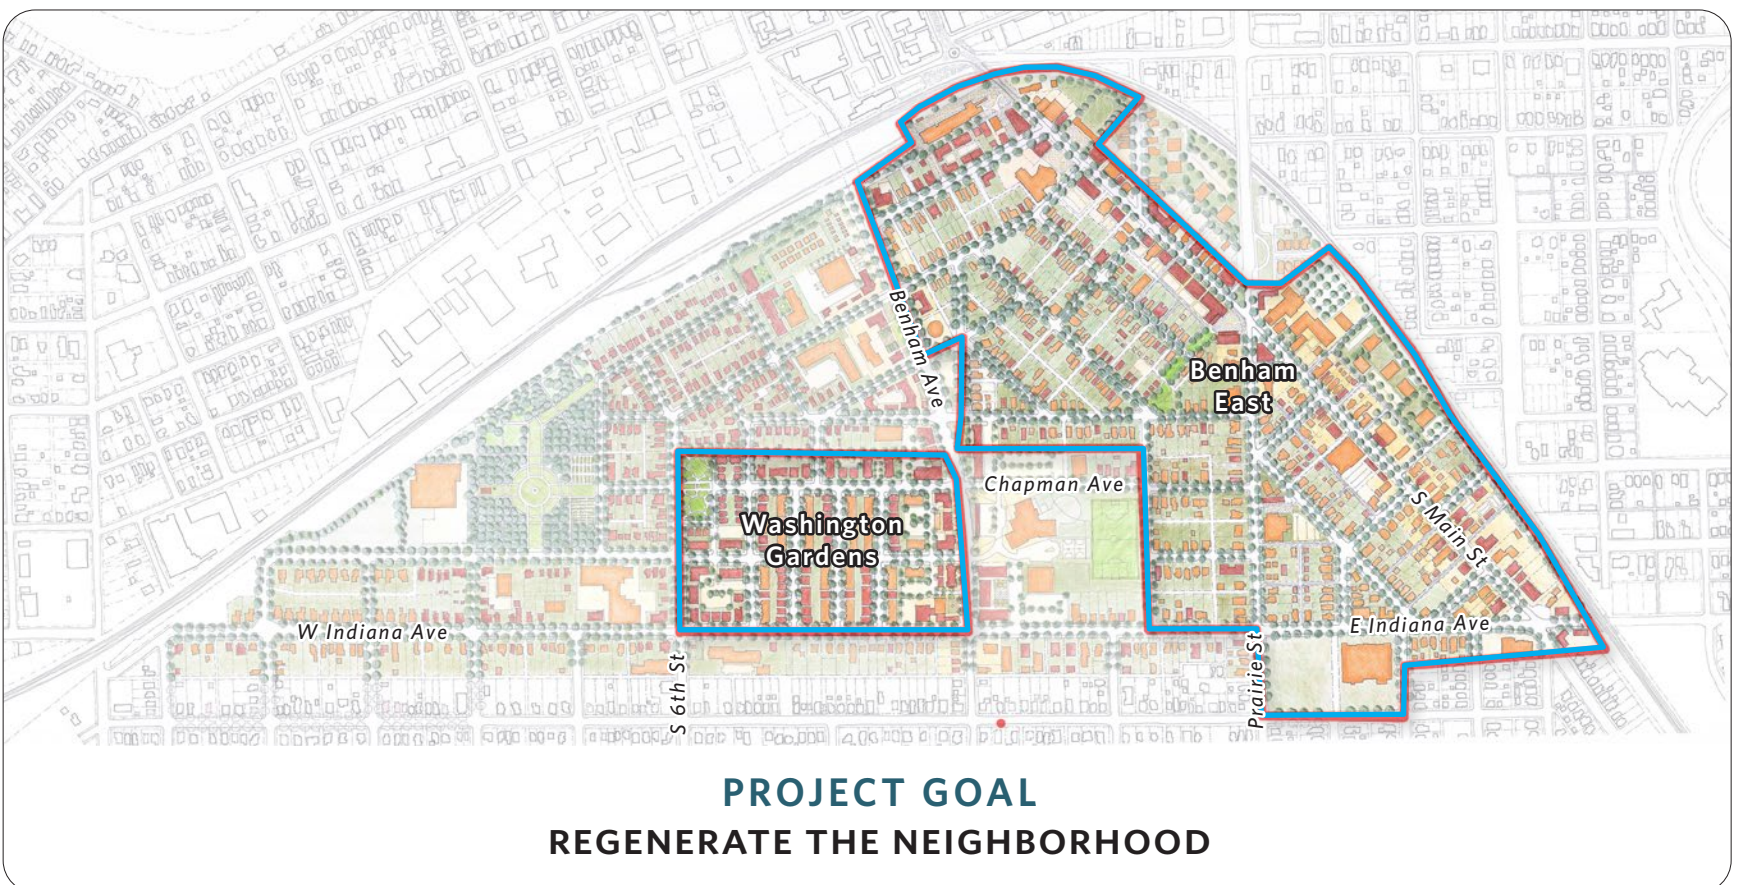 Benham Ave
Benham
East
Chapman Ave
Washington
Gardens
S Main St
W Indiana Ave
E Indiana Ave
S 6th St
Prairie St
PROJECT GOAL
REGENERATE THE NEIGHBORHOOD